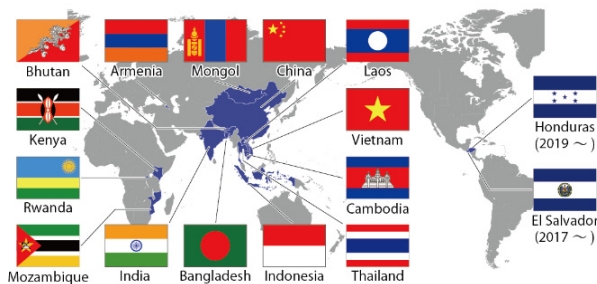 Bhutan
Armenia
Mongol
China
Laos
Kenya
Vietnam
Honduras
(2019 ～)
Rwanda
Cambodia
El Salvador
(2017 ～)
Mozambique
India
Bangladesh
Indonesia
Thailand